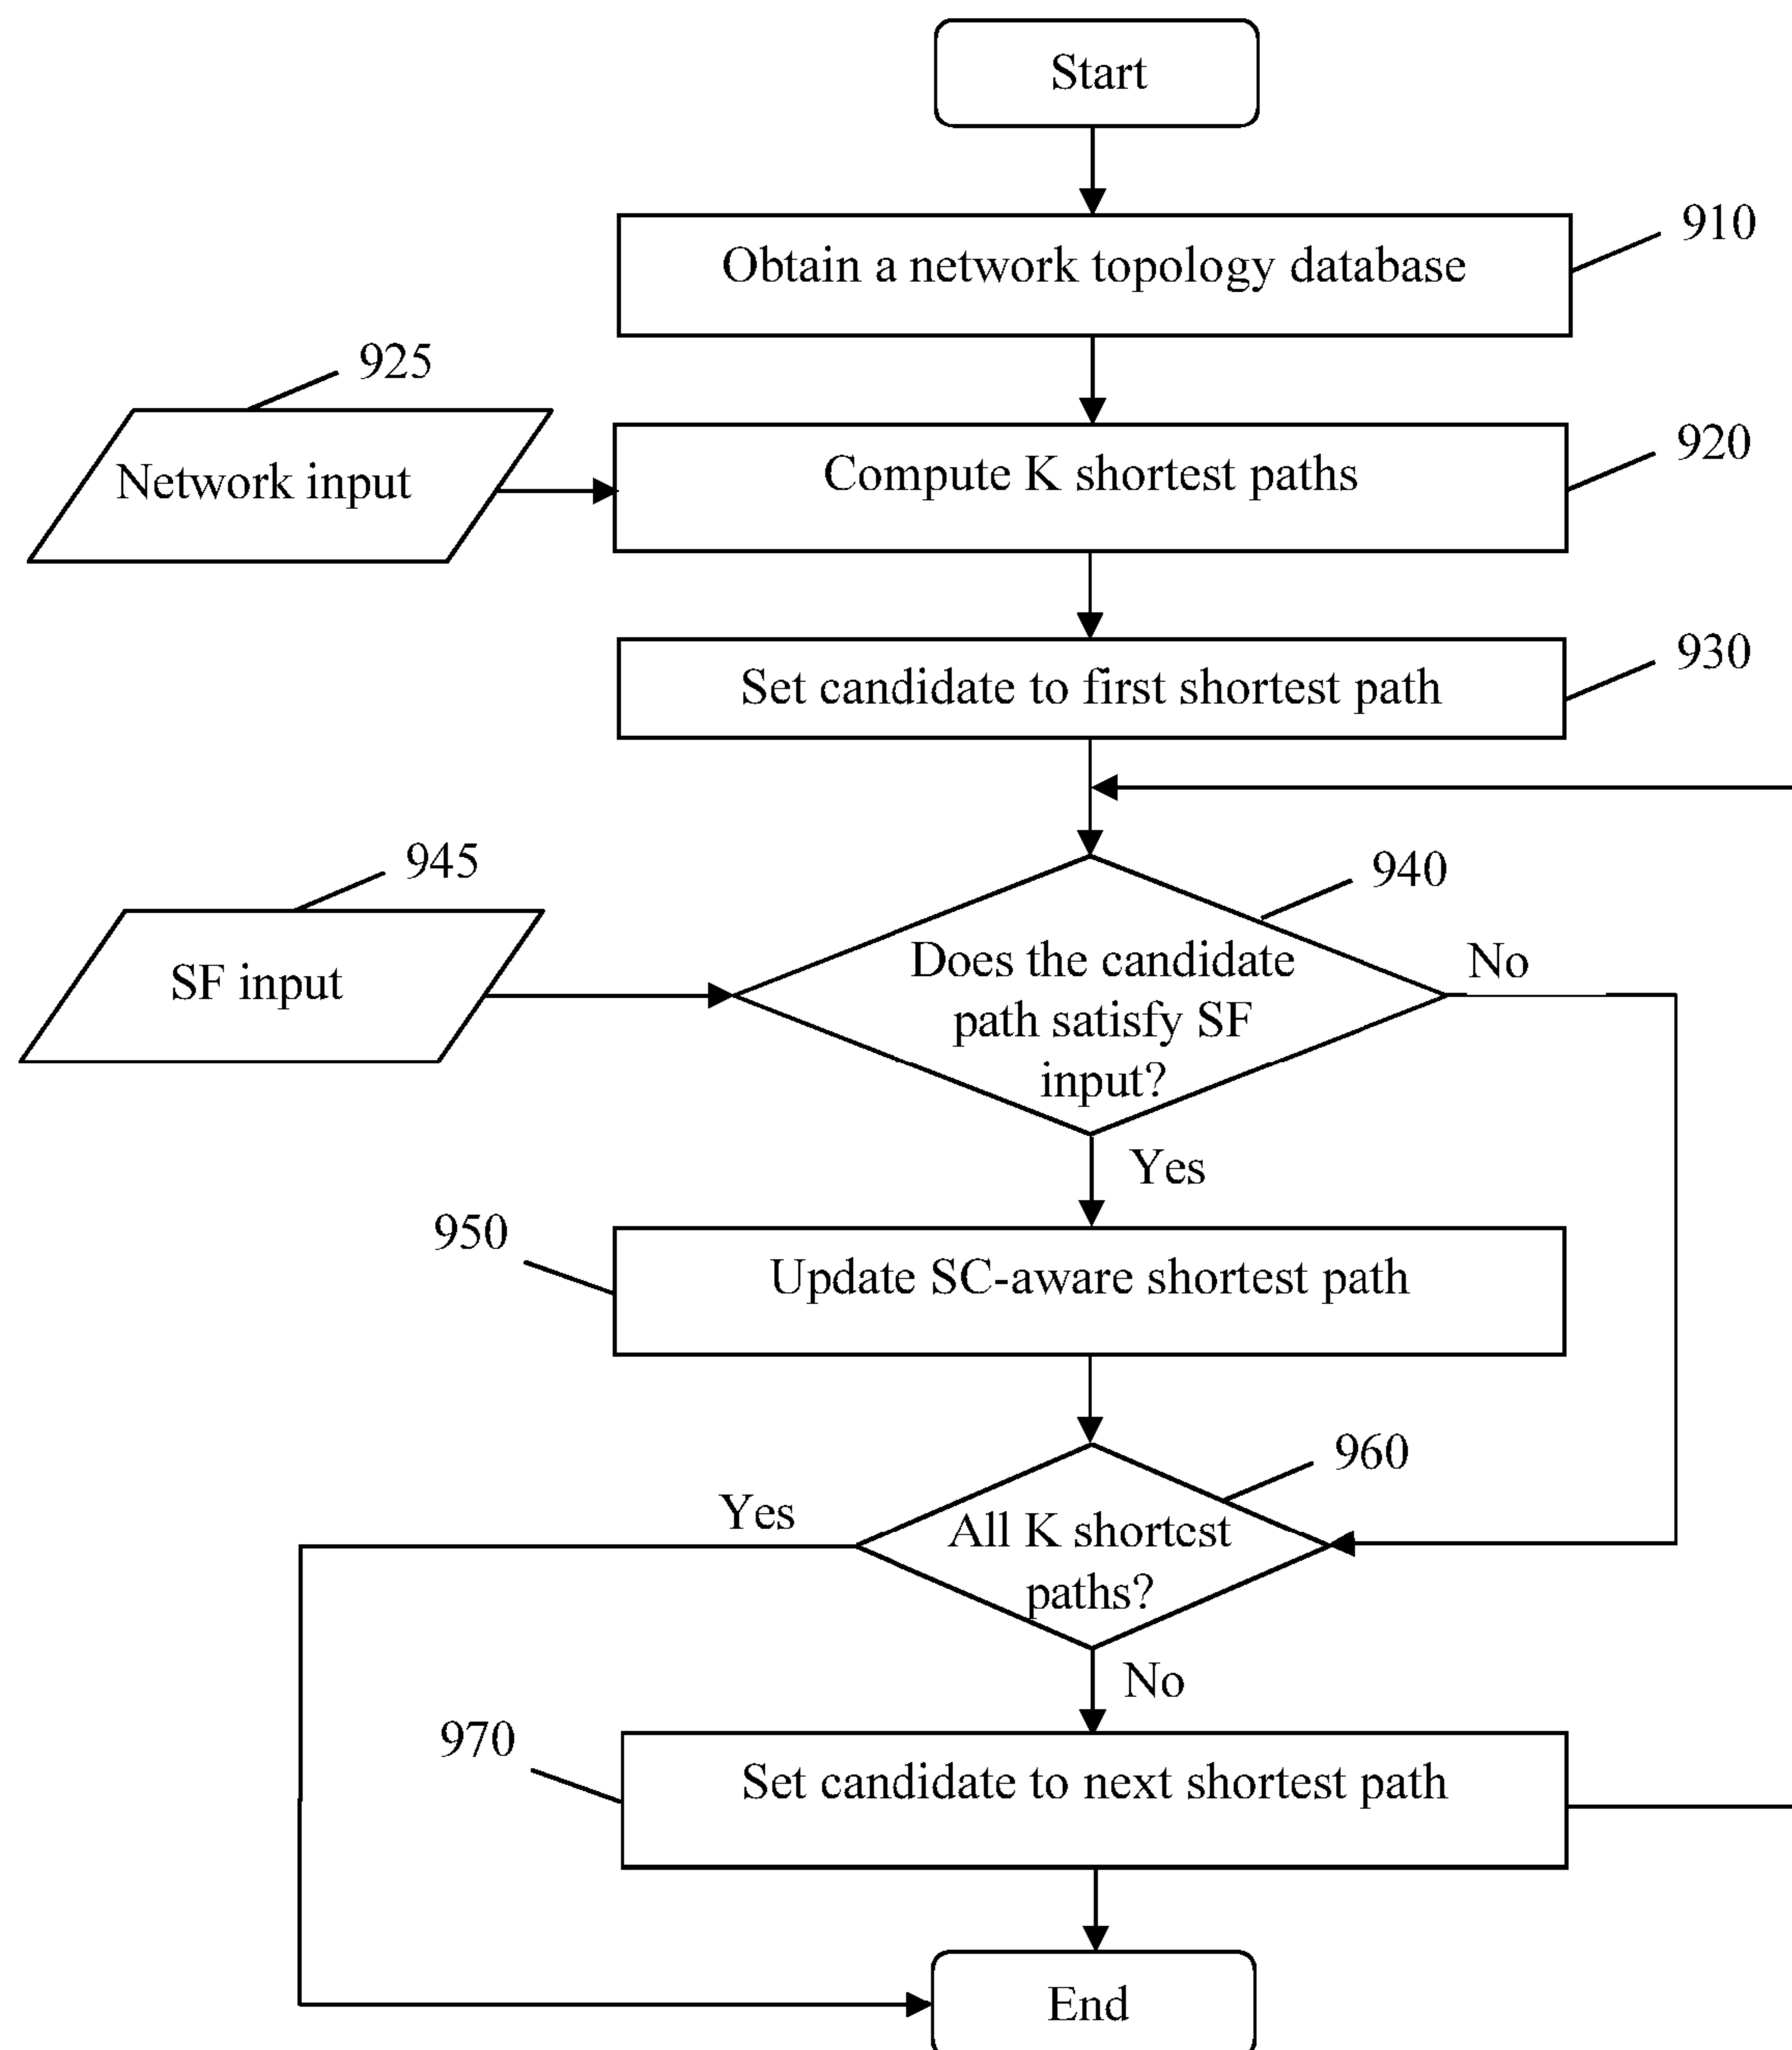 Start
910
Obtain a network topology database
925
Network input
920
Compute K shortest paths
930
Set candidate to first shortest path
945
SF input
940
Does the candidate
path satisfy SF
input?
No
Yes
950
Update SC-aware shortest path
960
Yes
All K shortest
paths?
No
970
Set candidate to next shortest path
End